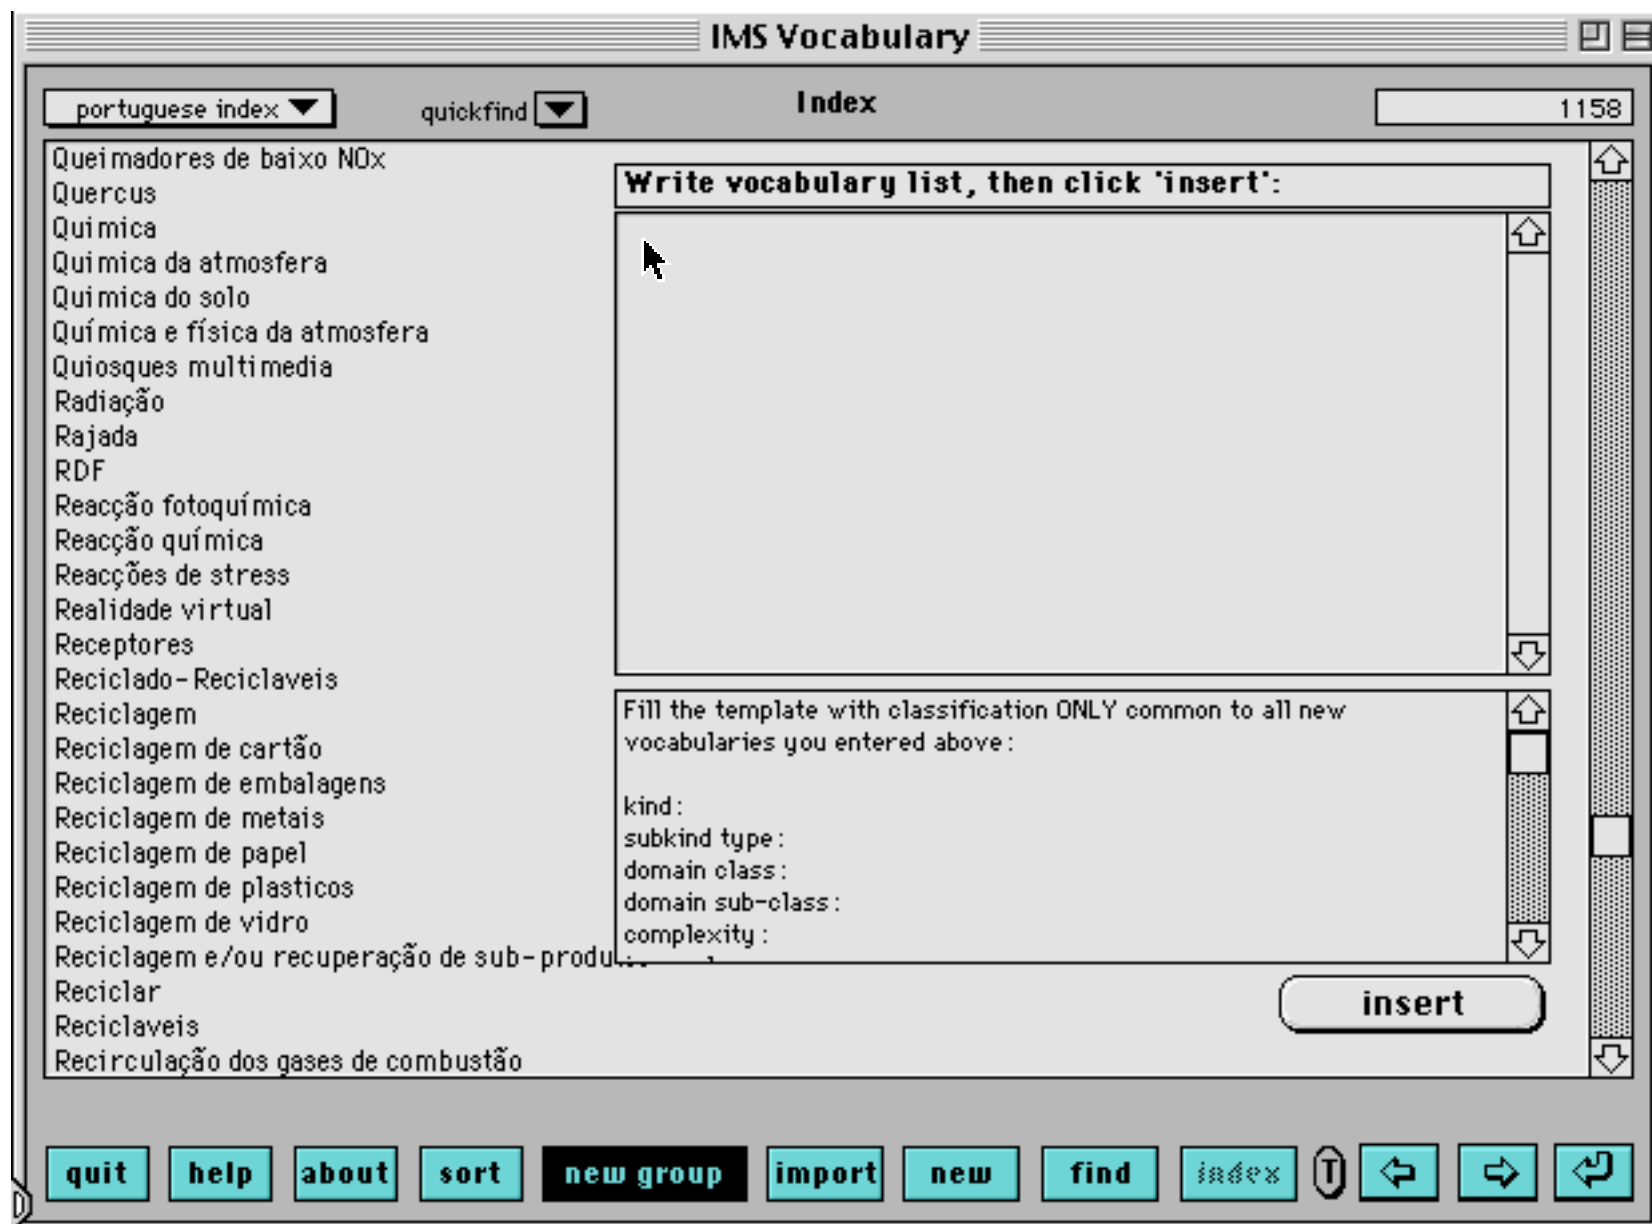 IMS Vocabulary
portuguese index
quickfind
Index
1158
Queimadores de baixo NOx
Quercus
Quimica
Quimica da atmosfera
Quimica do solo
Química e física da atmosfera
Quiosques multimedia
Radiação
Rajada
RDF
Reacção fotoquímica
Reacção química
Reacções de stress
Realidade virtual
Receptores
Reciclado-Reciclaveis
Reciclagem
Reciclagem de cartão
Reciclagem de embalagens
Reciclagem de metais
Reciclagem de papel
Reciclagem de plasticos
Reciclagem de vidro
Reciclagem e/ou recuperação de
Reciclar
Reciclaveis
Recirculação dos gases de combustão
Write vocabulary list, then click 'insert':
Fill the template with classification ONLY common to all new
vocabularies you entered above:
kind:
subkind type:
domain class:
domain sub-class:
complexity:
insert
quit
help
about
sort
new group
import
new
find
index
T